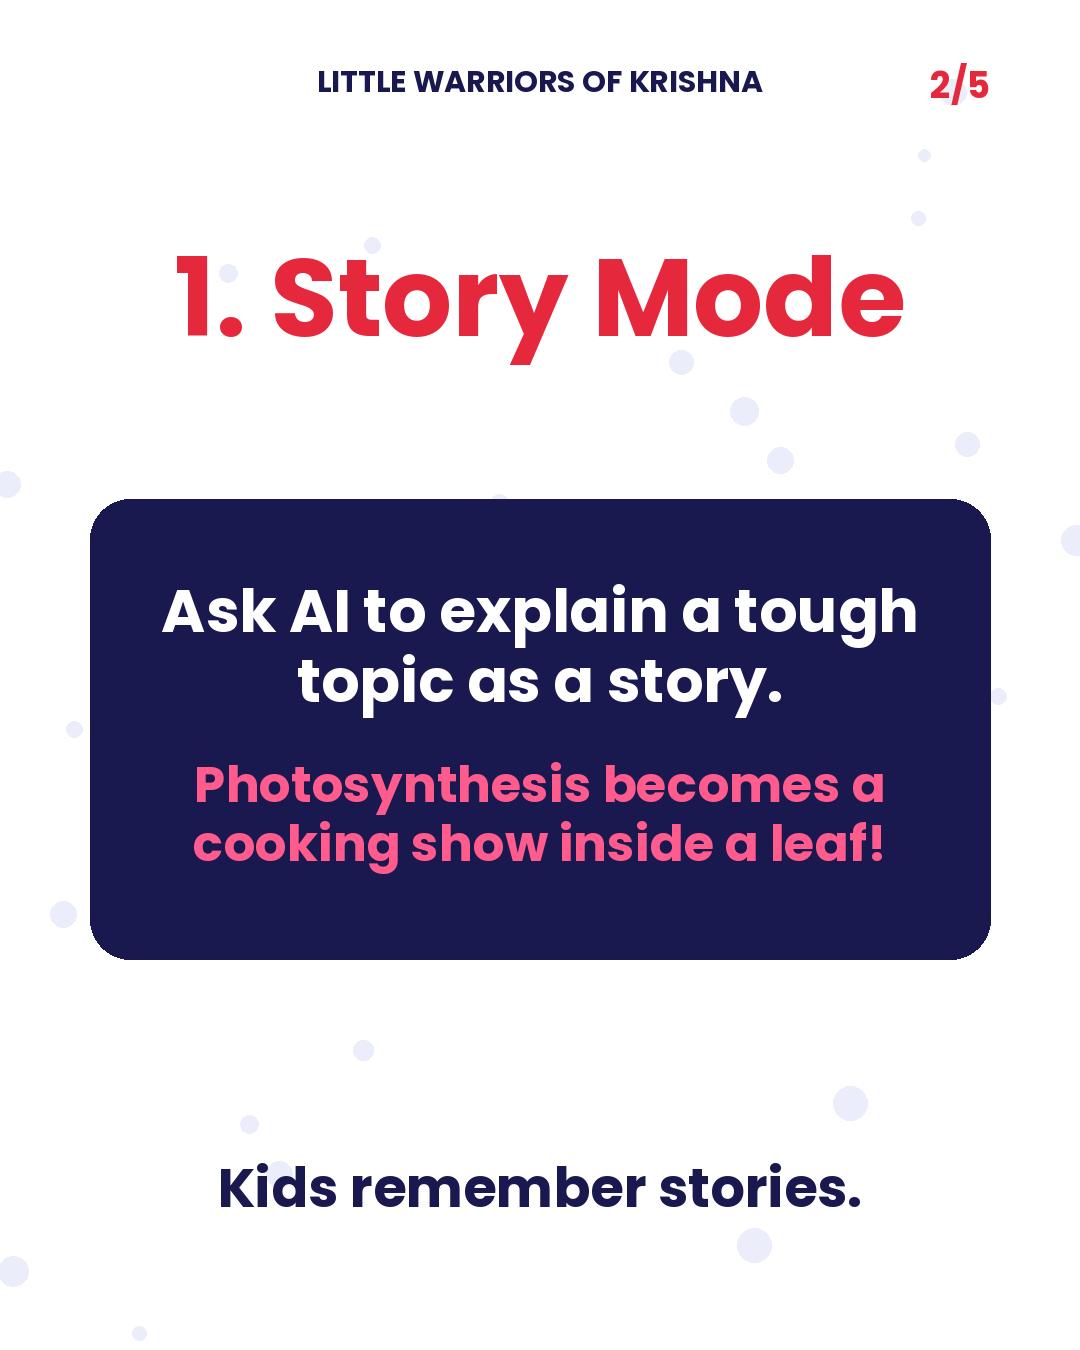 LITTLE WARRIORS OF KRISHNA
2/5
1. Story Mode
Ask AI to explain a tough
topic as a story.
Photosynthesis becomes a
cooking show inside a leaf!
Kids remember stories.